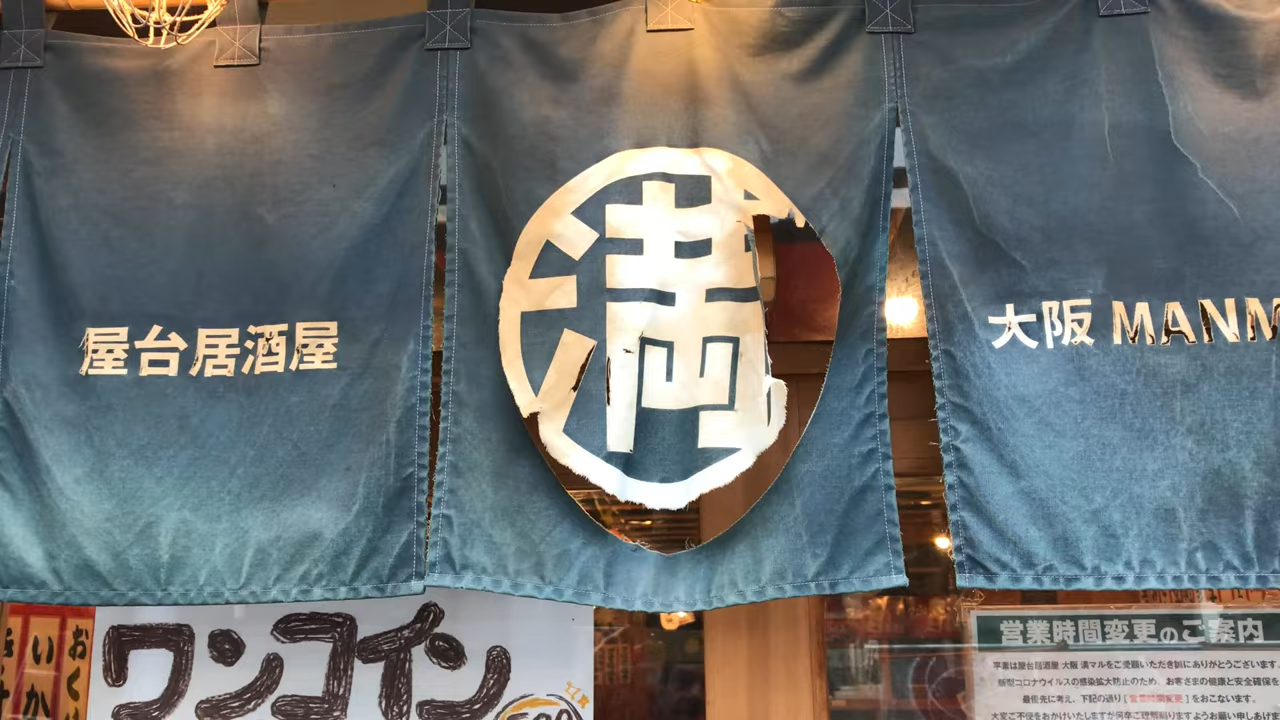 屋台居酒屋
満
大阪 MANM
ワンコイン
おく
いか
営業時間変更のご案内
平素は屋台居酒屋 大阪 満マルをご愛顧いただき誠にありがとうございます。
新型コロナウイルスの感染拡大防止のため、お客さまの健康と安全確保を
最優先に考え、下記の通り[営業時間変更]をおこないます。